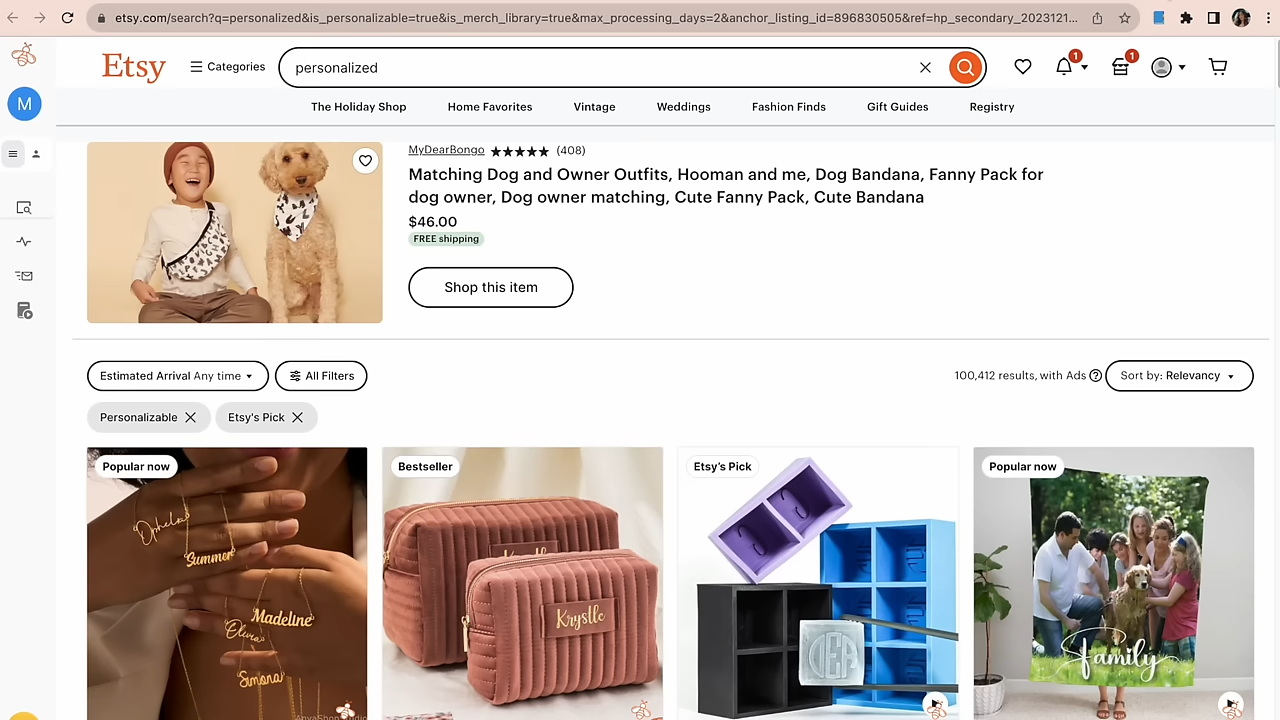 etsy.com/search?q=personalized&is_personalizable=true&is_merch_library=true&max_processing_days=2&anchor_listing_id=896830505&ref=hp_secondary_2023121...
Etsy
Categories
personalized
1
1
M
The Holiday Shop
Home Favorites
Vintage
Weddings
Fashion Finds
Gift Guides
Registry
MyDearBongo ★★★★★ (408)
Matching Dog and Owner Outfits, Hooman and me, Dog Bandana, Fanny Pack for
dog owner, Dog owner matching, Cute Fanny Pack, Cute Bandana
$46.00
FREE shipping
Shop this item
Estimated Arrival Any time
All Filters
100,412 results, with Ads
Sort by: Relevancy
Personalizable
Etsy's Pick
Popular now
Ophelia
Summer
Madeline
Olivia
Simona
Bestseller
Krystle
Etsy's Pick
Popular now
Family